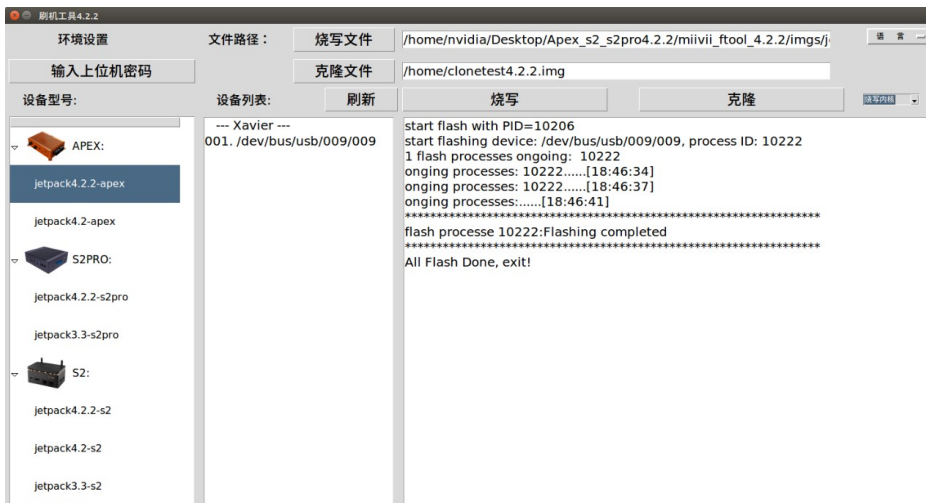 刷机工具4.2.2
环境设置
文件路径：
烧写文件
/home/nvidia/Desktop/Apex_s2_s2pro4.2.2/miivii_ftool_4.2.2/imgs/j
语 言
输入上位机密码
克隆文件
/home/clonetest4.2.2.img
设备型号:
设备列表:
刷新
烧写
克隆
烧写内核
APEX:
jetpack4.2.2-apex
jetpack4.2-apex
S2PRO:
jetpack4.2.2-s2pro
jetpack3.3-s2pro
S2:
jetpack4.2.2-s2
jetpack4.2-s2
jetpack3.3-s2
--- Xavier ---
001. /dev/bus/usb/009/009
start flash with PID=10206
start flashing device: /dev/bus/usb/009/009, process ID: 10222
1 flash processes ongoing: 10222
onging processes: 10222......[18:46:34]
onging processes: 10222......[18:46:37]
onging processes:......[18:46:41]
******************************************************************
flash processe 10222:Flashing completed
******************************************************************
All Flash Done, exit!